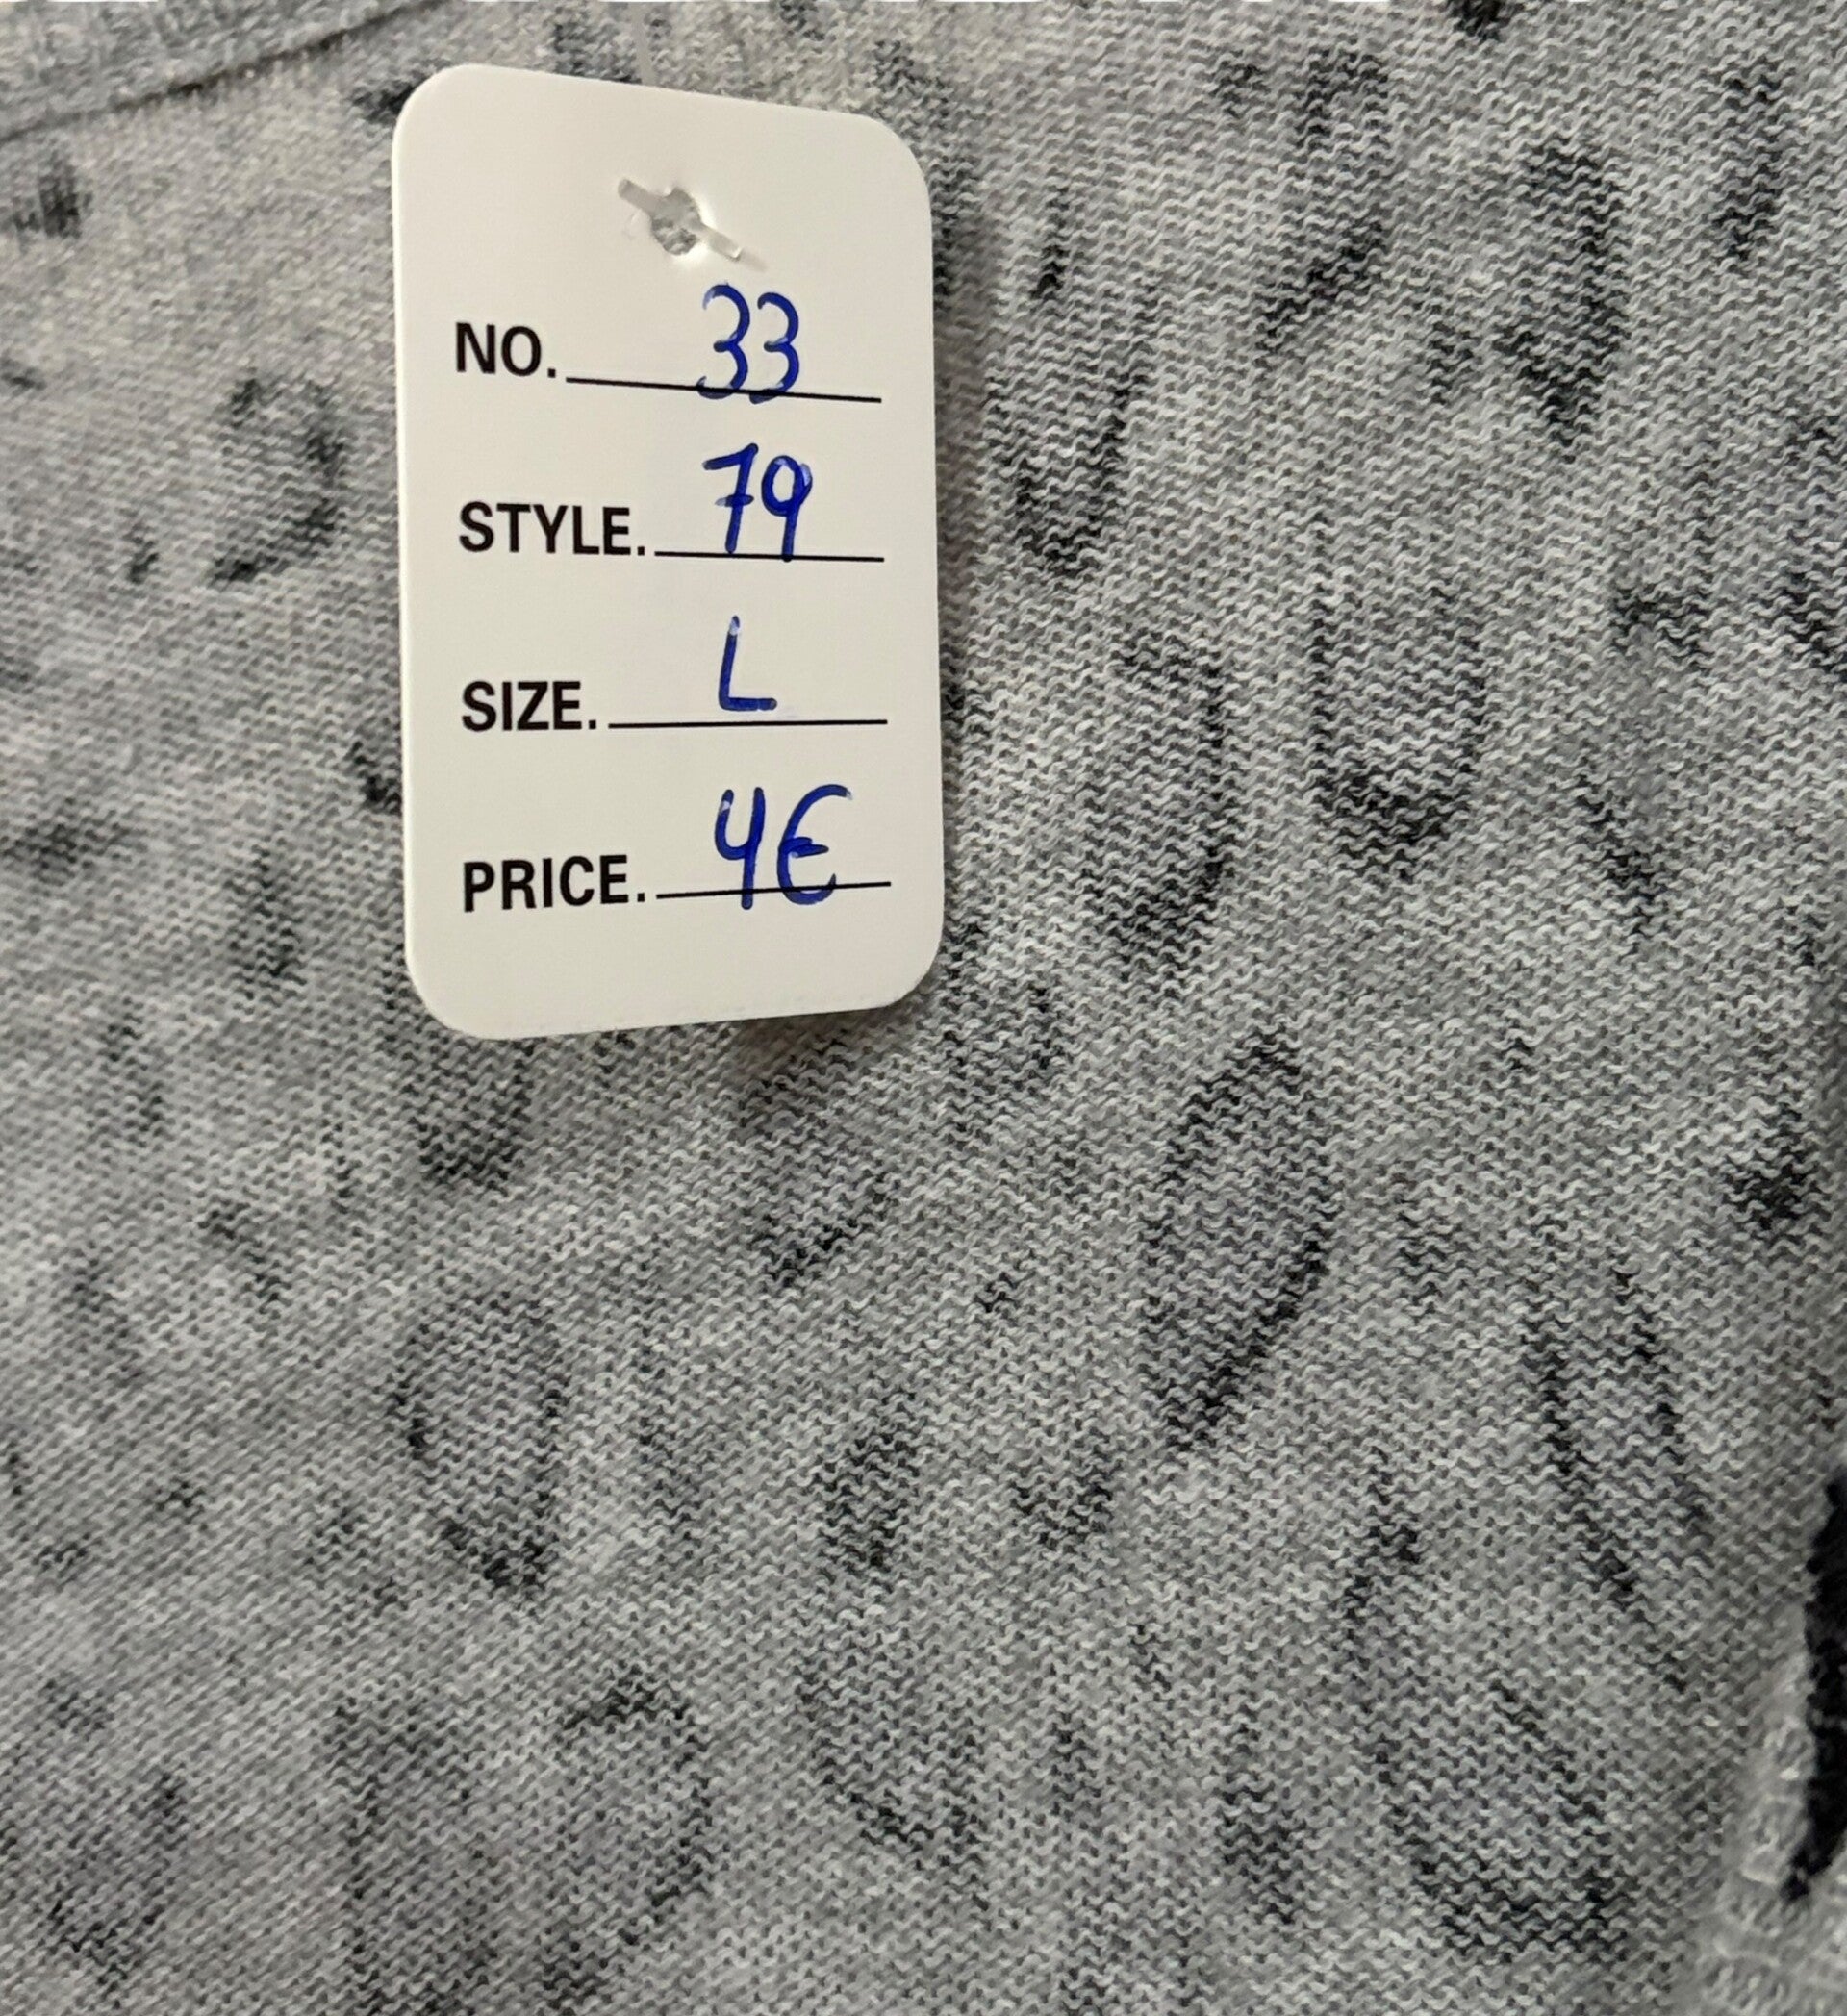 NO. 33
STYLE. 79
SIZE. L
PRICE. 4€